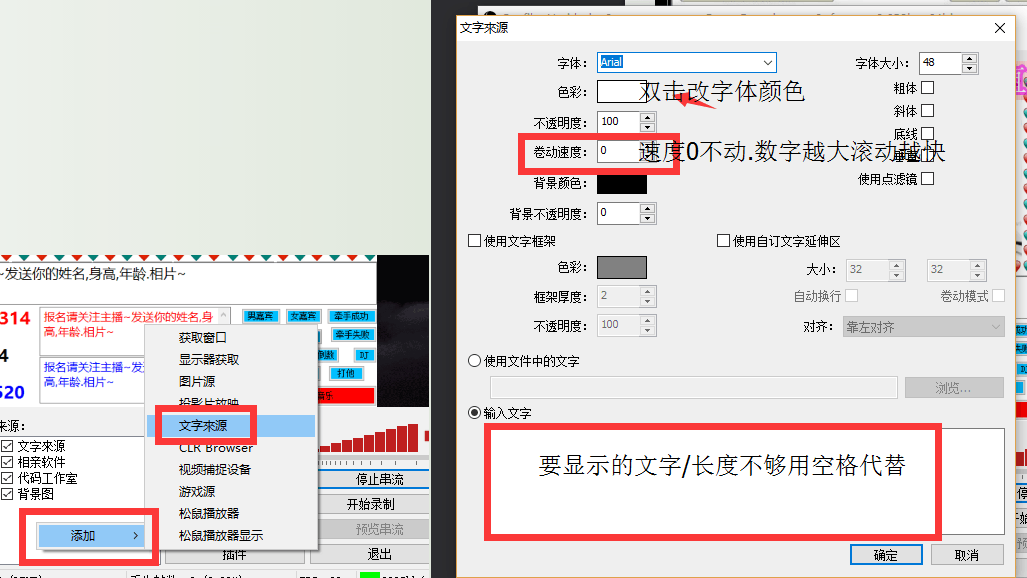 ~发送你的姓名,身高,年龄.相片~
314
报名请关注主播~发送你的姓名,身
高,年龄.相片~
4
报名请关注主播~发
高,年龄.相片~
520
男嘉宾
女嘉宾
牵手成功
牵手失败
打他
来源:
文字來源
相亲软件
代码工作室
背景图
添加
获取窗口
显示器获取
图片源
投影片放映
文字來源
CLR Browser
视频捕捉设备
游戏源
松鼠播放器
松鼠播放器显示
停止串流
开始录制
预览串流
插件
退出
文字來源
字体:
Arial
字体大小:
48
色彩:
双击改字体颜色
粗体
不透明度:
100
斜体
底线
卷动速度:
0
速度0不动.数字越大滚动越快
背景颜色:
使用点滤镜
背景不透明度:
0
使用文字框架
使用自订文字延伸区
色彩:
大小:
32
32
框架厚度:
2
自动换行
卷动模式
不透明度:
100
对齐:
靠左对齐
使用文件中的文字
浏览...
输入文字
要显示的文字/长度不够用空格代替
确定
取消